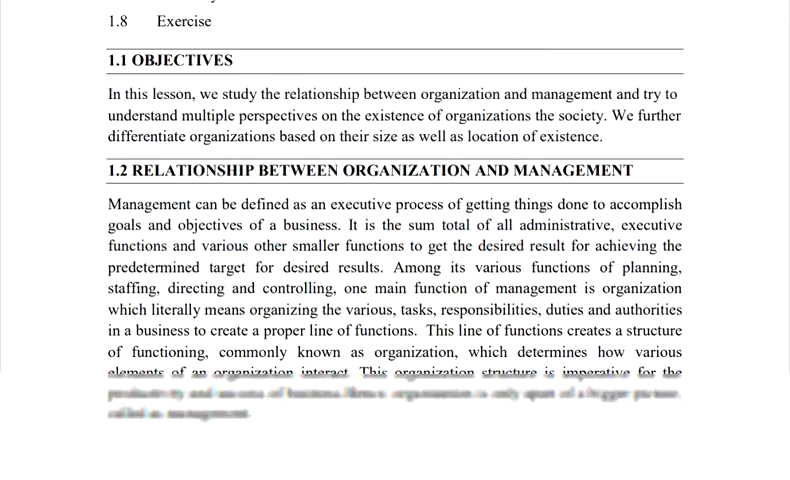 1.8 Exercise
1.1 OBJECTIVES
In this lesson, we study the relationship between organization and management and try to
understand multiple perspectives on the existence of organizations the society. We further
differentiate organizations based on their size as well as location of existence.
1.2 RELATIONSHIP BETWEEN ORGANIZATION AND MANAGEMENT
Management can be defined as an executive process of getting things done to accomplish
goals and objectives of a business. It is the sum total of all administrative, executive
functions and various other smaller functions to get the desired result for achieving the
predetermined target for desired results. Among its various functions of planning,
staffing, directing and controlling, one main function of management is organization
which literally means organizing the various, tasks, responsibilities, duties and authorities
in a business to create a proper line of functions. This line of functions creates a structure
of functioning, commonly known as organization, which determines how various
elements of an organization interact. This organization structure is imperative for the